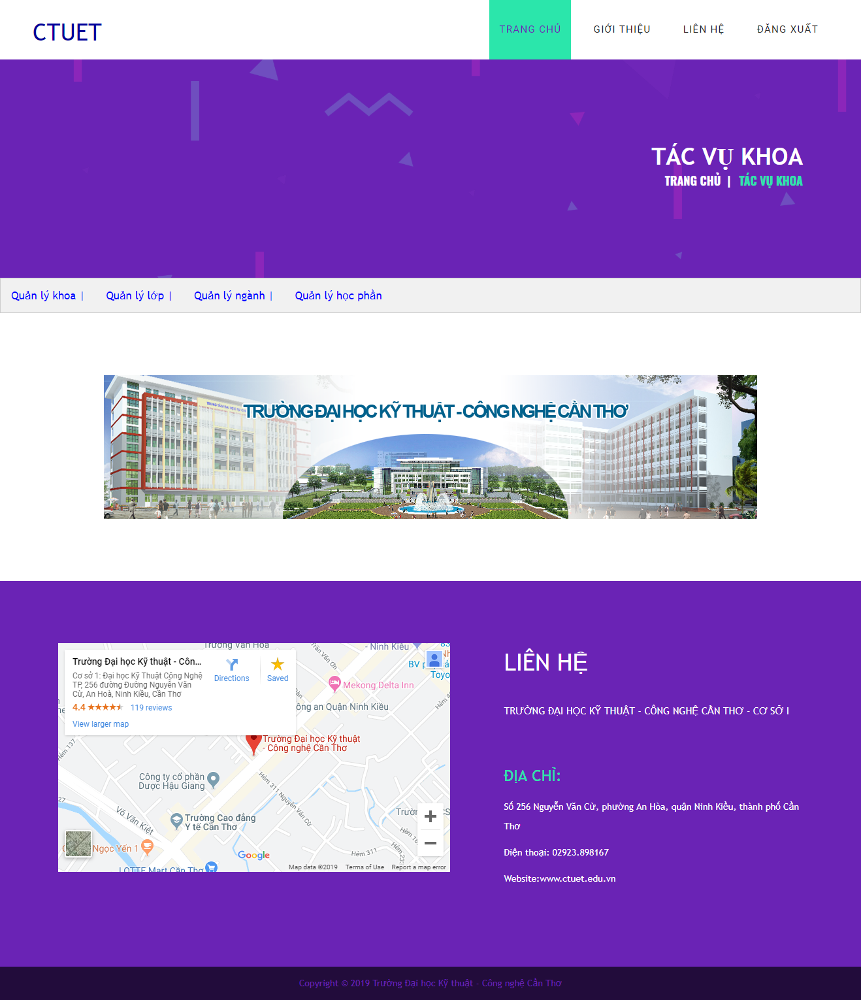 CTUET
TRANG CHỦ
GIỚI THIỆU
LIÊN HỆ
ĐĂNG XUẤT
TÁC VỤ KHOA
TRANG CHỦ | TÁC VỤ KHOA
Quản lý khoa |
Quản lý lớp |
Quản lý ngành |
Quản lý học phần
TRƯỜNG ĐẠI HỌC KỸ THUẬT - CÔNG NGHỆ CẦN THƠ
Trường Văn Hoá
- Ninh Kiều
Trần Văn Ơn
Trường Đại học Kỹ thuật - Côn...
Cơ sở 1: Đại học Kỹ Thuật Cộng Nghệ
TP, 256 đường Đường Nguyễn Văn
Cừ, An Hoà, Ninh Kiều, Cần Thơ
4.4
119 reviews
View larger map
Directions
Saved
BV
Toyo
Mekong Delta Inn
ông an Quận Ninh Kiều
Hẻm 137
Trường Đại học Kỹ thuật
- Công nghệ Cần Thơ
Công ty cổ phần
Dược Hậu Giang
Hẻm 311 Nguyễn Văn Cừ
Võ Văn Kiệt
Trường Cao đẳng
Y tế Cần Thơ
Ngọc Yến 1
Google
Hẻm 311
LOTTE Mart Cần Thơ
Map data ©2019
Terms of Use
Report a map error
LIÊN HỆ
TRƯỜNG ĐẠI HỌC KỸ THUẬT - CÔNG NGHỆ CẦN THƠ - CƠ SỞ I
ĐỊA CHỈ:
Số 256 Nguyễn Văn Cừ, phường An Hòa, quận Ninh Kiều, thành phố Cần
Thơ
Điện thoại: 02923.898167
Website:www.ctuet.edu.vn
Copyright © 2019 Trường Đại học Kỹ thuật - Công nghệ Cần Thơ